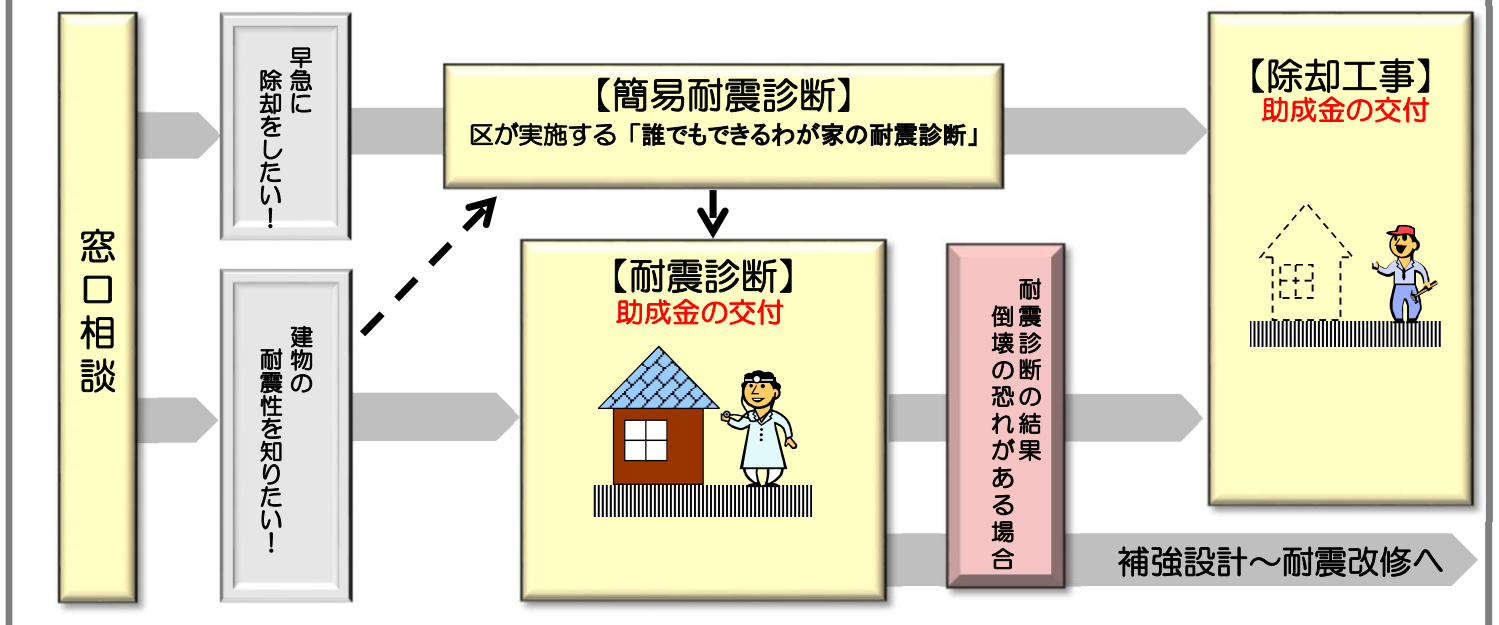 窓口相談
早急に
除却をしたい！
建物の
耐震性を知りたい！
【簡易耐震診断】
区が実施する「誰でもできるわが家の耐震診断」
【耐震診断】
助成金の交付
耐震診断の結果
倒壊の恐れがある場合
【除却工事】
助成金の交付
補強設計～耐震改修へ